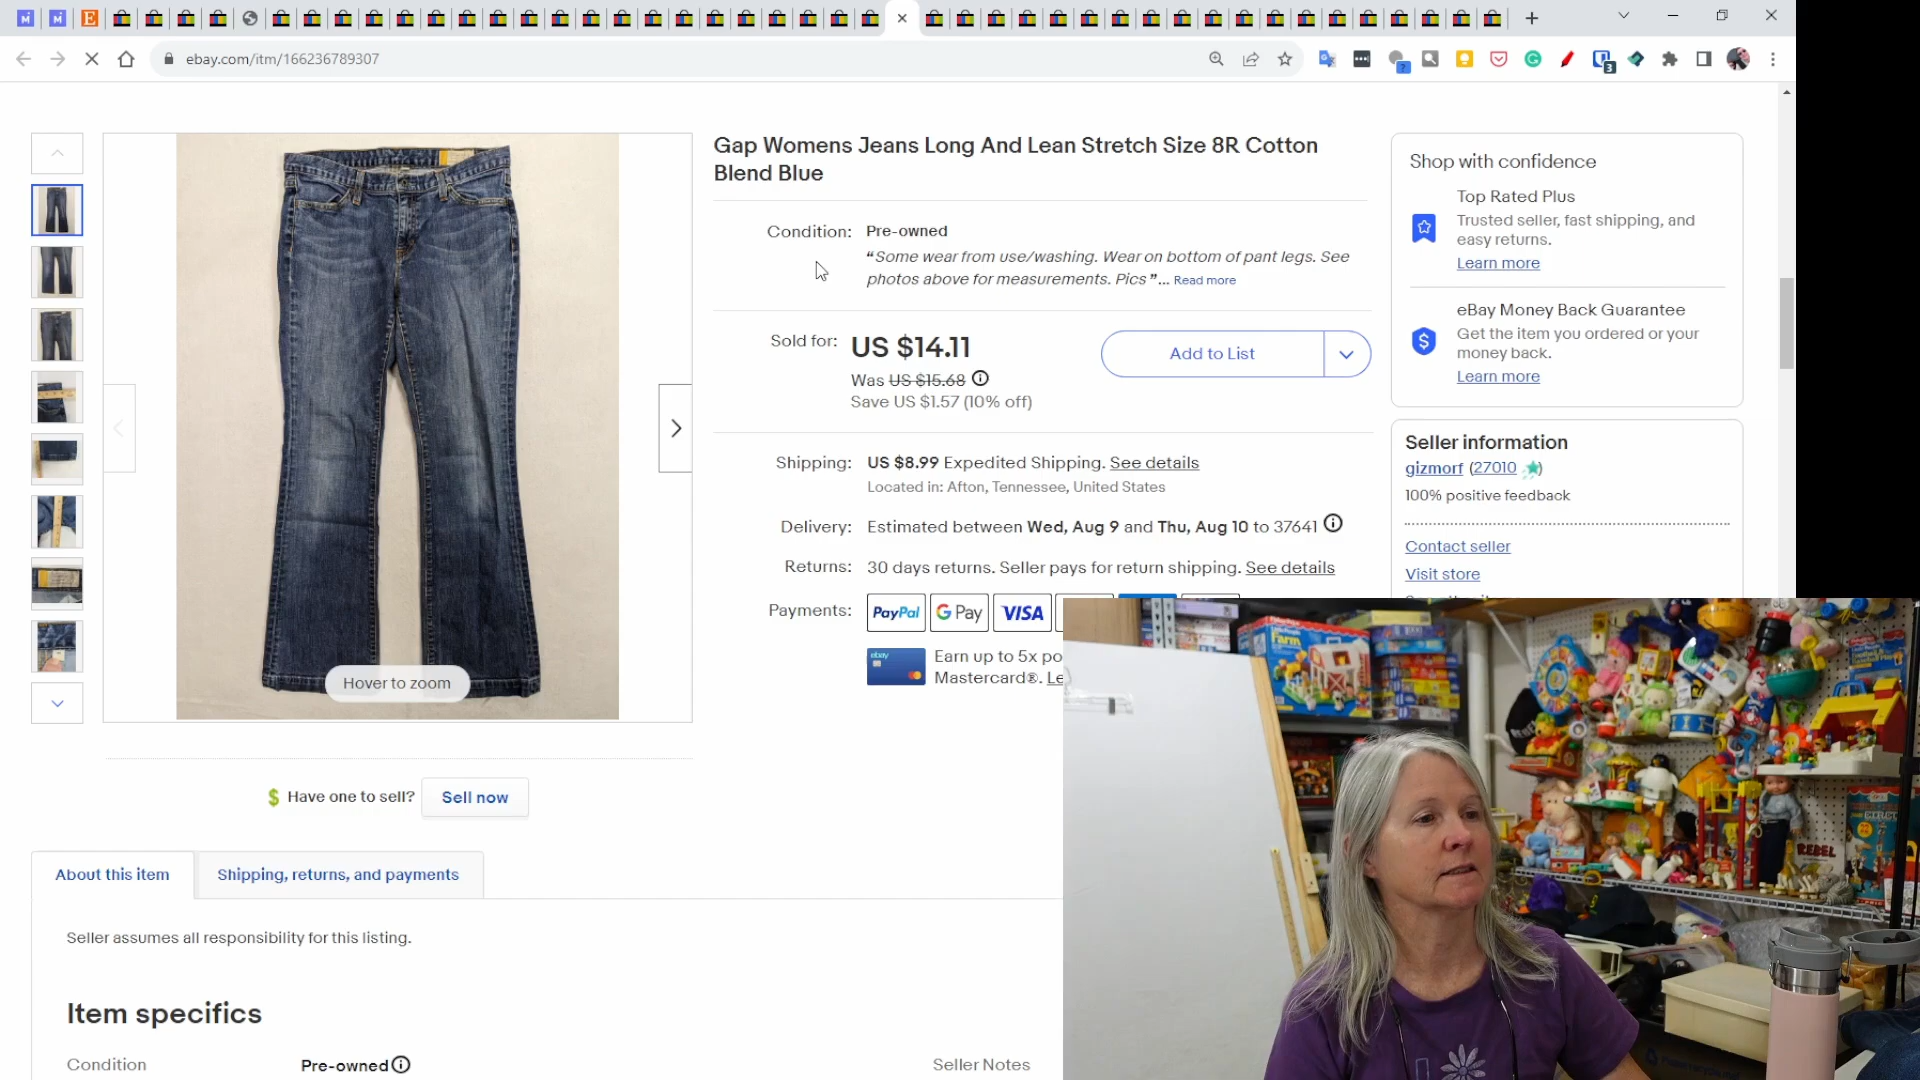 ebay.com/itm/166236789307
Gap Womens Jeans Long And Lean Stretch Size 8R Cotton
Blend Blue
Condition: Pre-owned
“Some wear from use/washing. Wear on bottom of pant legs. See
photos above for measurements. Pics” ... Read more
Sold for: US $14.11
Add to List
Was US $15.68
Save US $1.57 (10% off)
Shipping: US $8.99 Expedited Shipping. See details
Located in: Afton, Tennessee, United States
Delivery: Estimated between Wed, Aug 9 and Thu, Aug 10 to 37641
Returns: 30 days returns. Seller pays for return shipping. See details
Payments: PayPal G Pay VISA
ebay
Earn up to 5x po
Mastercard®. Le
Shop with confidence
Top Rated Plus
Trusted seller, fast shipping, and
easy returns.
Learn more
eBay Money Back Guarantee
Get the item you ordered or your
money back.
Learn more
Seller information
gizmorf (27010)
100% positive feedback
Contact seller
Visit store
Hover to zoom
Have one to sell? Sell now
About this item
Shipping, returns, and payments
Seller assumes all responsibility for this listing.
Item specifics
Condition Pre-owned Seller Notes
Farm
REBEL